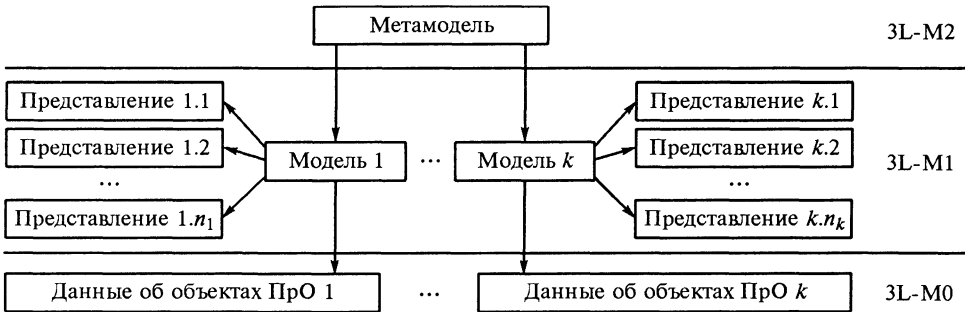 Метамодель
3L-M2
Представление 1.1
Представление k.1
Представление 1.2
Модель 1
...
Модель k
Представление k.2
3L-M1
...
...
Представление 1.n₁
Представление k.nₖ
Данные об объектах ПрО 1
...
Данные об объектах ПрО k
3L-M0